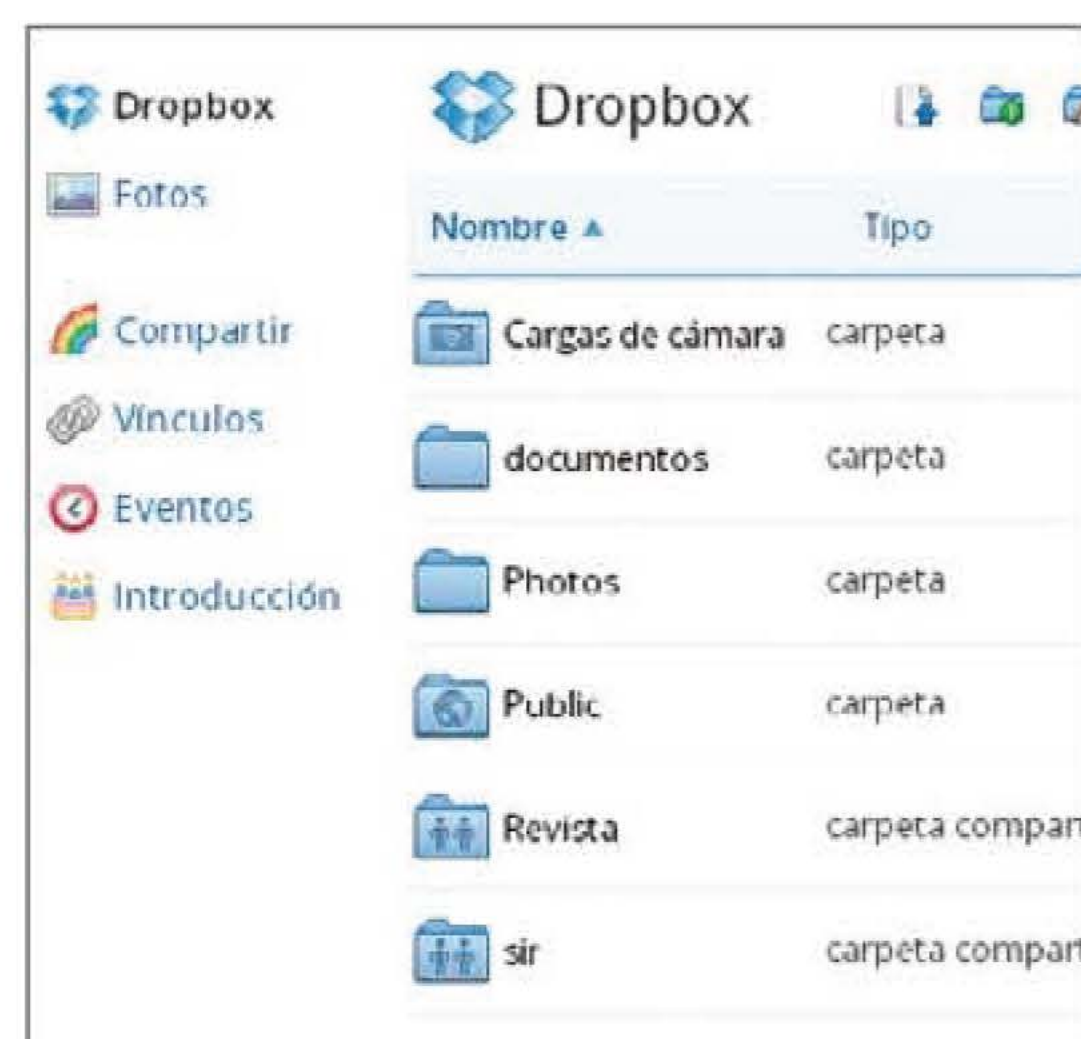 Dropbox
Fotos
Compartir
Vínculos
Eventos
Introducción
Dropbox
Nombre Tipo
Cargas de cámara carpeta
documentos carpeta
Photos carpeta
Public carpeta
Revista carpeta
sir carpeta compart